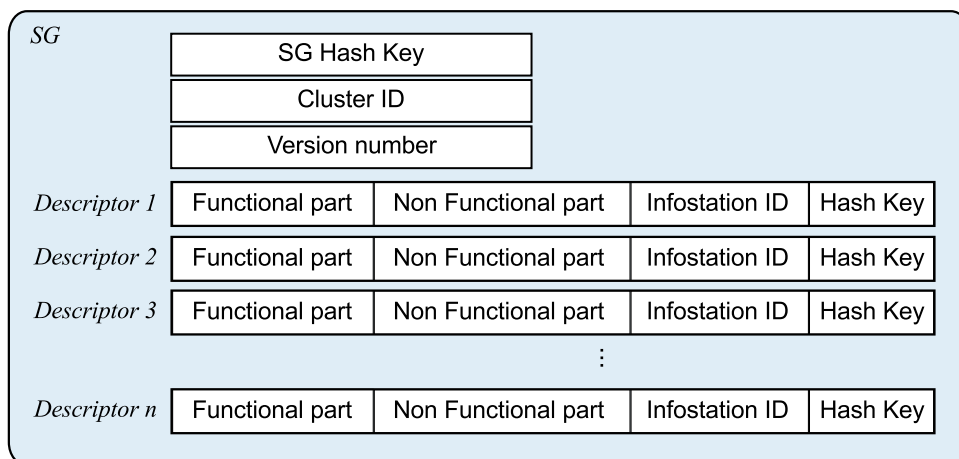 SG
SG Hash Key
Cluster ID
Version number
Descriptor 1 Functional part Non Functional part Infostation ID Hash Key
Descriptor 2 Functional part Non Functional part Infostation ID Hash Key
Descriptor 3 Functional part Non Functional part Infostation ID Hash Key
⋮
Descriptor n Functional part Non Functional part Infostation ID Hash Key